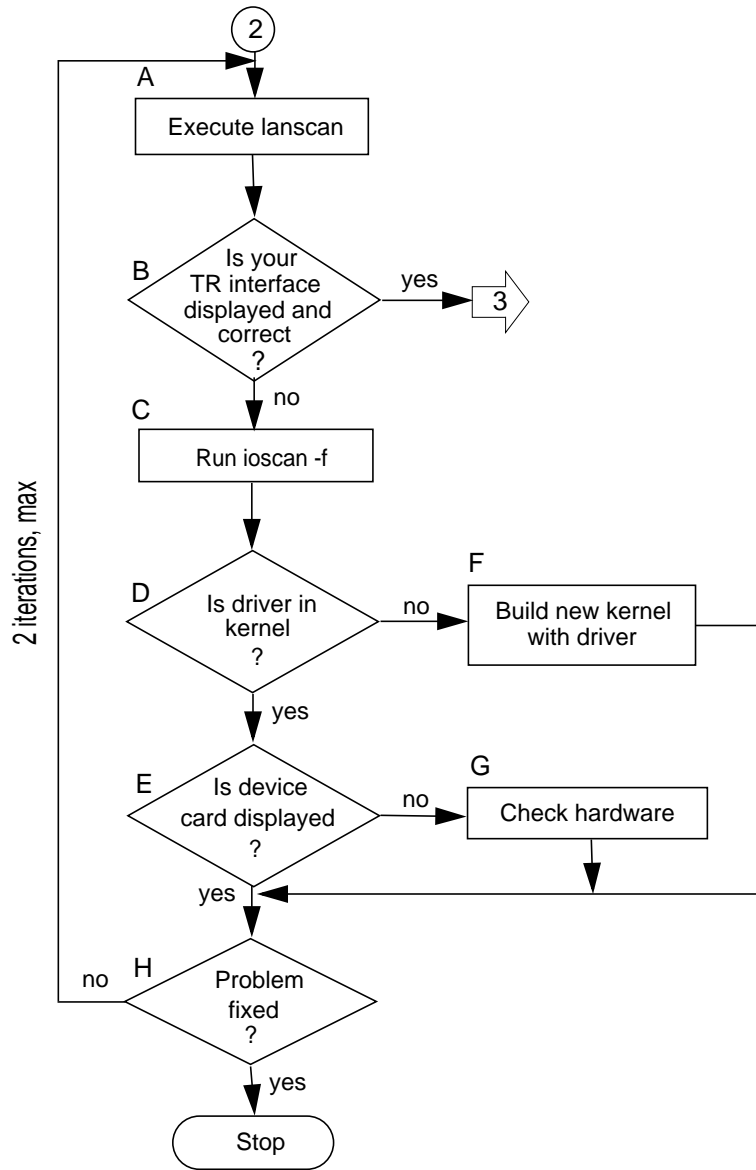 2
A
Execute lanscan
B
Is your
TR interface
displayed and
correct
?
yes
3
no
C
Run ioscan -f
2 iterations, max
D
Is driver in
kernel
?
no
F
Build new kernel
with driver
yes
E
Is device
card displayed
?
no
G
Check hardware
yes
H
Problem
fixed
?
no
yes
Stop